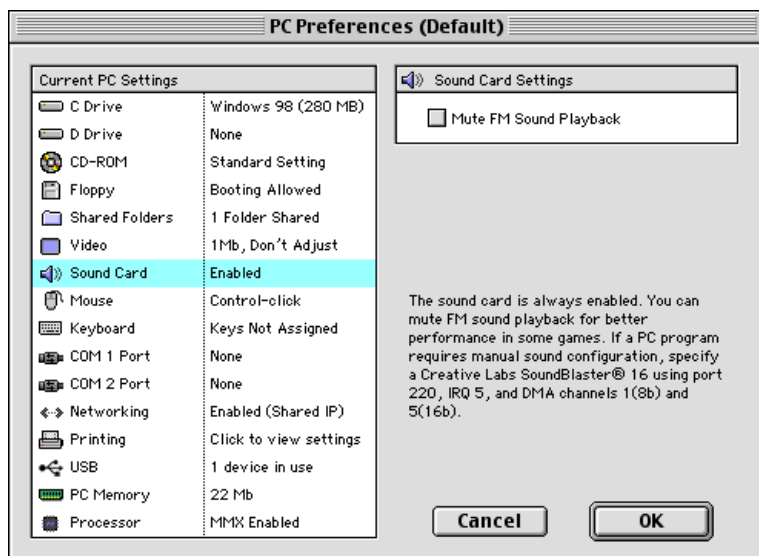 PC Preferences (Default)
Current PC Settings
C Drive Windows 98 (280 MB)
D Drive None
CD-ROM Standard Setting
Floppy Booting Allowed
Shared Folders 1 Folder Shared
Video 1Mb, Don't Adjust
Sound Card Enabled
Mouse Control-click
Keyboard Keys Not Assigned
COM 1 Port None
COM 2 Port None
Networking Enabled (Shared IP)
Printing Click to view settings
USB 1 device in use
PC Memory 22 Mb
Processor MMX Enabled
Sound Card Settings
Mute FM Sound Playback
The sound card is always enabled. You can
mute FM sound playback for better
performance in some games. If a PC program
requires manual sound configuration, specify
a Creative Labs SoundBlaster® 16 using port
220, IRQ 5, and DMA channels 1(8b) and
5(16b).
Cancel OK